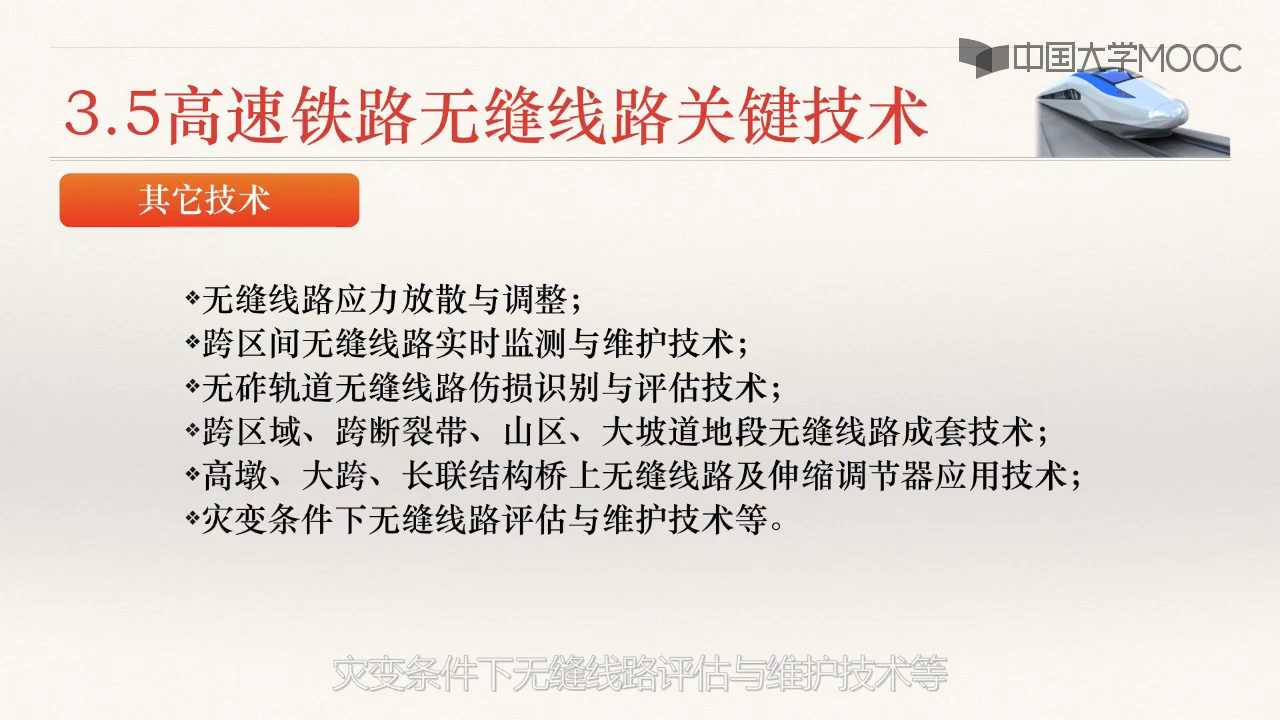 中国大学MOOC
3.5高速铁路无缝线路关键技术
其它技术
❖无缝线路应力放散与调整；
❖跨区间无缝线路实时监测与维护技术；
❖无砟轨道无缝线路伤损识别与评估技术；
❖跨区域、跨断裂带、山区、大坡道地段无缝线路成套技术；
❖高墩、大跨、长联结构桥上无缝线路及伸缩调节器应用技术；
❖灾变条件下无缝线路评估与维护技术等。
灾变条件下无缝线路评估与维护技术等